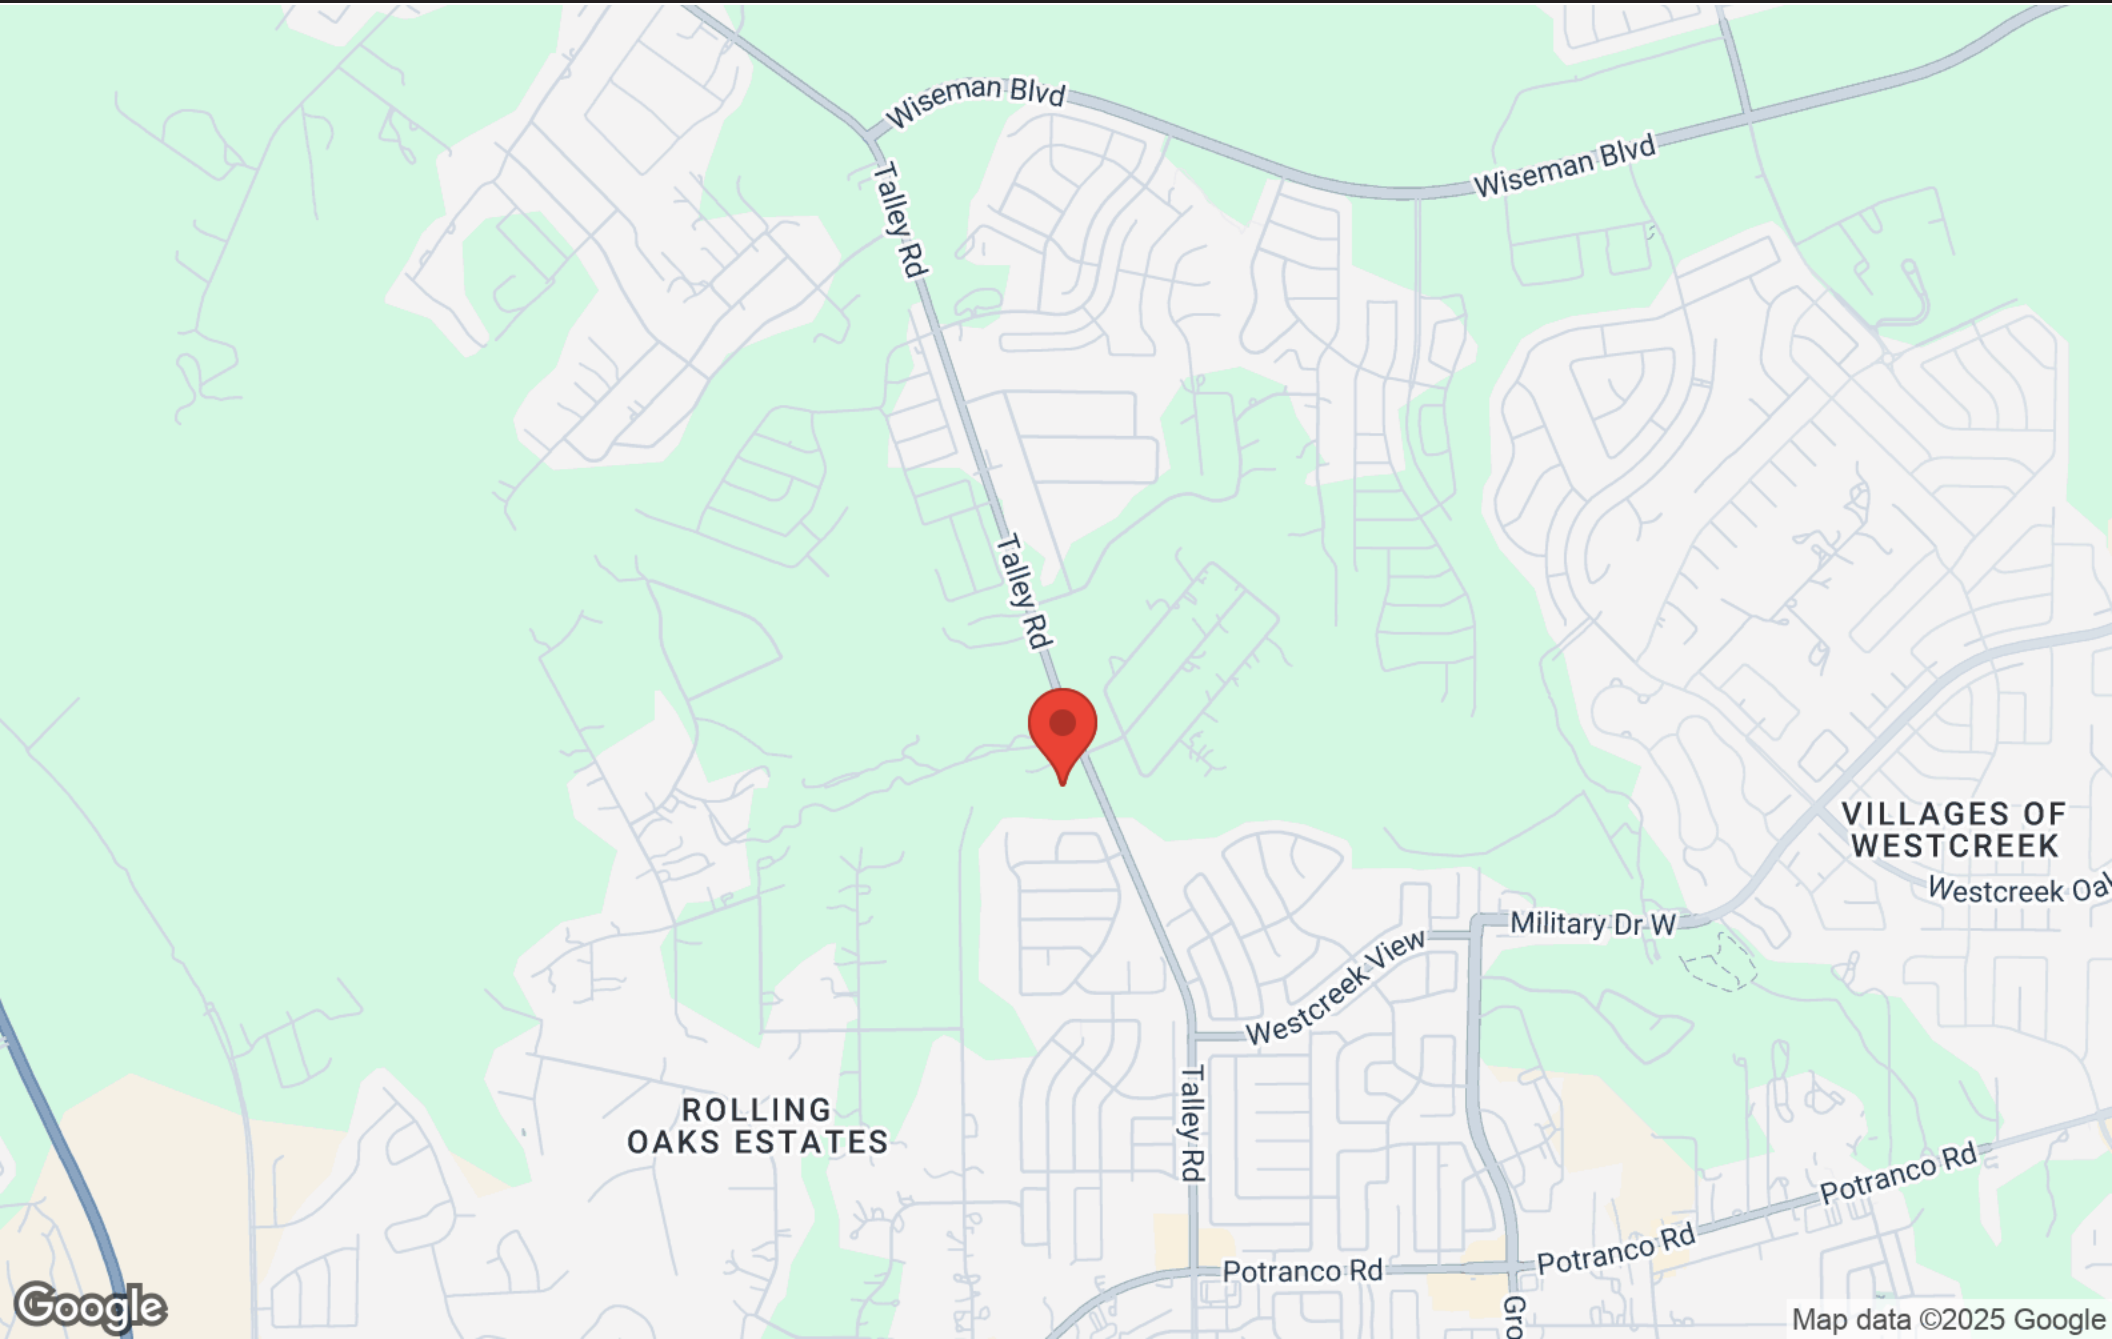 Wiseman Blvd
Wiseman Blvd
Talley Rd
Talley Rd
VILLAGES OF
WESTCREEK
Westcreek Oa
Military Dr W
Westcreek View
Talley Rd
ROLLING
OAKS ESTATES
Potranco Rd
Potranco Rd
Potranco Rd
Gro
Google
Map data ©2025 Google